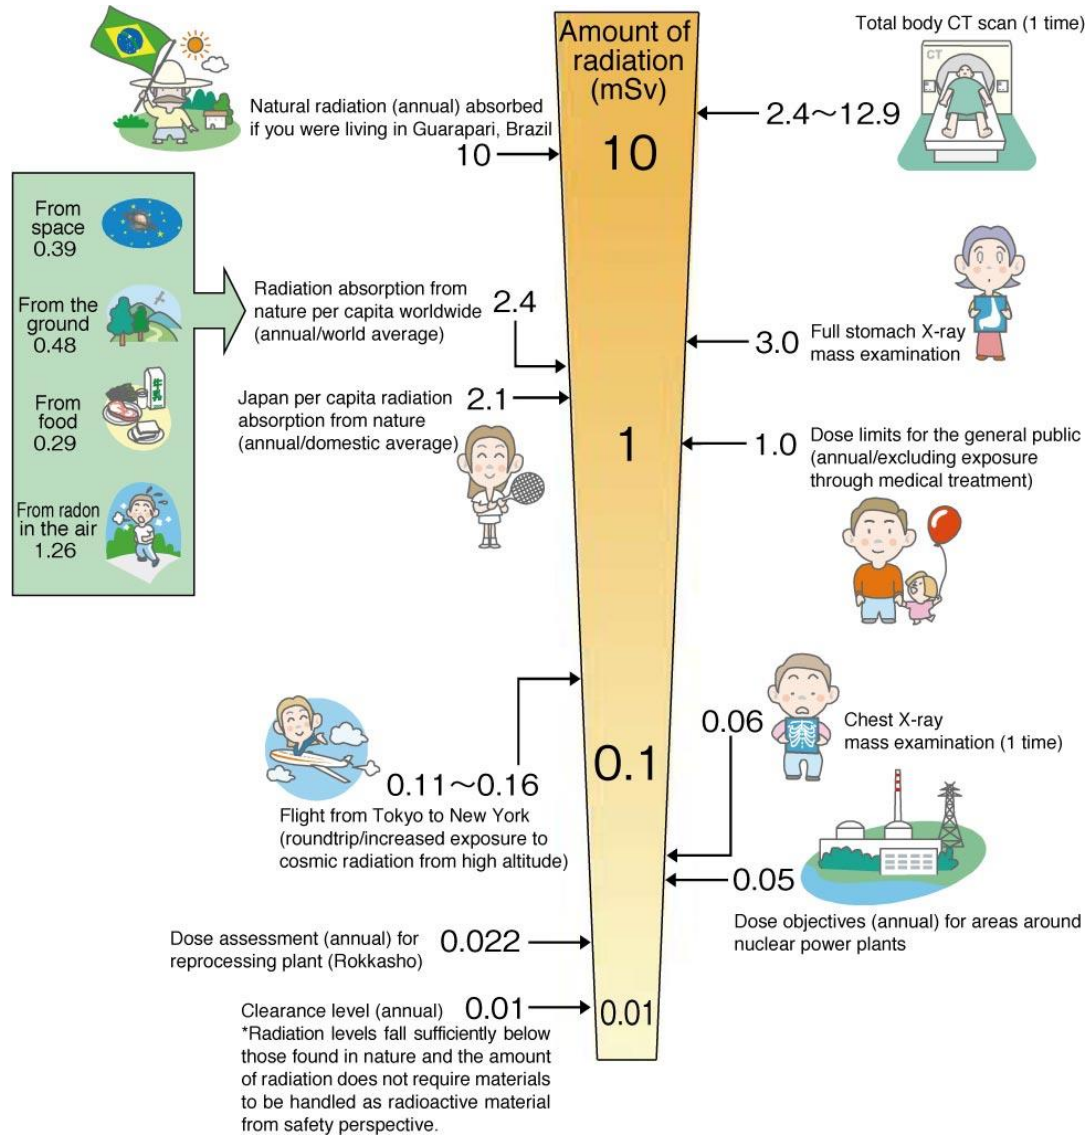 Amount of
radiation
(mSv)
10
1
0.1
0.01
Natural radiation (annual) absorbed
if you were living in Guarapari, Brazil
10
From
space
0.39
From the
ground
0.48
From
food
0.29
牛乳
From radon
in the air
1.26
Radiation absorption from
nature per capita worldwide
(annual/world average)
2.4
Japan per capita radiation
absorption from nature
(annual/domestic average)
2.1
0.11～0.16
Flight from Tokyo to New York
(roundtrip/increased exposure to
cosmic radiation from high altitude)
Dose assessment (annual) for
reprocessing plant (Rokkasho)
0.022
Clearance level (annual)
0.01
*Radiation levels fall sufficiently below
those found in nature and the amount
of radiation does not require materials
to be handled as radioactive material
from safety perspective.
Total body CT scan (1 time)
CT
2.4～12.9
3.0
Full stomach X-ray
mass examination
1.0
Dose limits for the general public
(annual/excluding exposure
through medical treatment)
0.06
Chest X-ray
mass examination (1 time)
0.05
Dose objectives (annual) for areas around
nuclear power plants